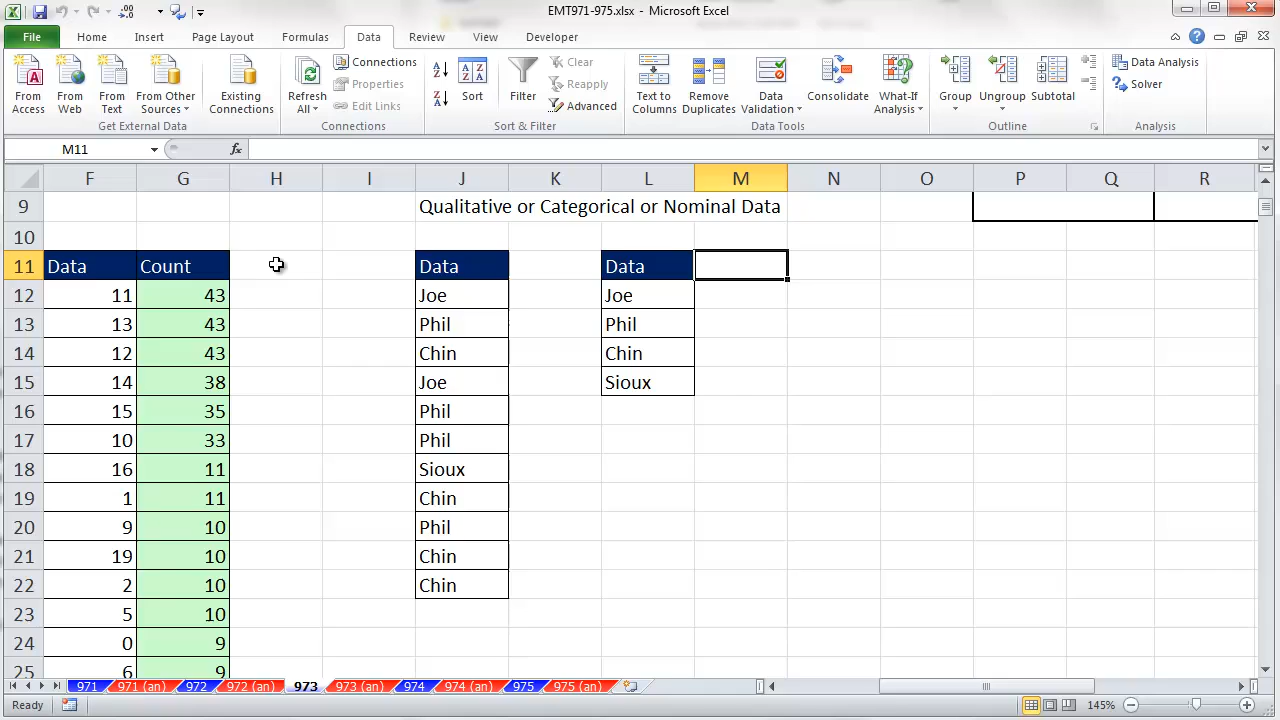 EMT971-975.xlsx - Microsoft Excel
File Home Insert Page Layout Formulas Data Review View Developer
From Access
From Web
From Text
From Other Sources
Existing Connections
Get External Data
Refresh All
Connections
Properties
Edit Links
Connections
Sort
Filter
Clear
Reapply
Advanced
Sort & Filter
Text to Columns
Remove Duplicates
Data Validation
Consolidate
What-If Analysis
Data Tools
Group
Ungroup
Subtotal
Outline
Data Analysis
Solver
Analysis
M11 fx
F G H I J K L M N O P Q R
9 Qualitative or Categorical or Nominal Data
10
11 Data Count Data Data
12 11 43 Joe Joe
13 13 43 Phil Phil
14 12 43 Chin Chin
15 14 38 Joe Sioux
16 15 35 Phil
17 10 33 Phil
18 16 11 Sioux
19 1 11 Chin
20 9 10 Phil
21 19 10 Chin
22 2 10 Chin
23 5 10
24 0 9
25 6 9
971 971 (an) 972 972 (an) 973 973 (an) 974 974 (an) 975 975 (an)
Ready 145%